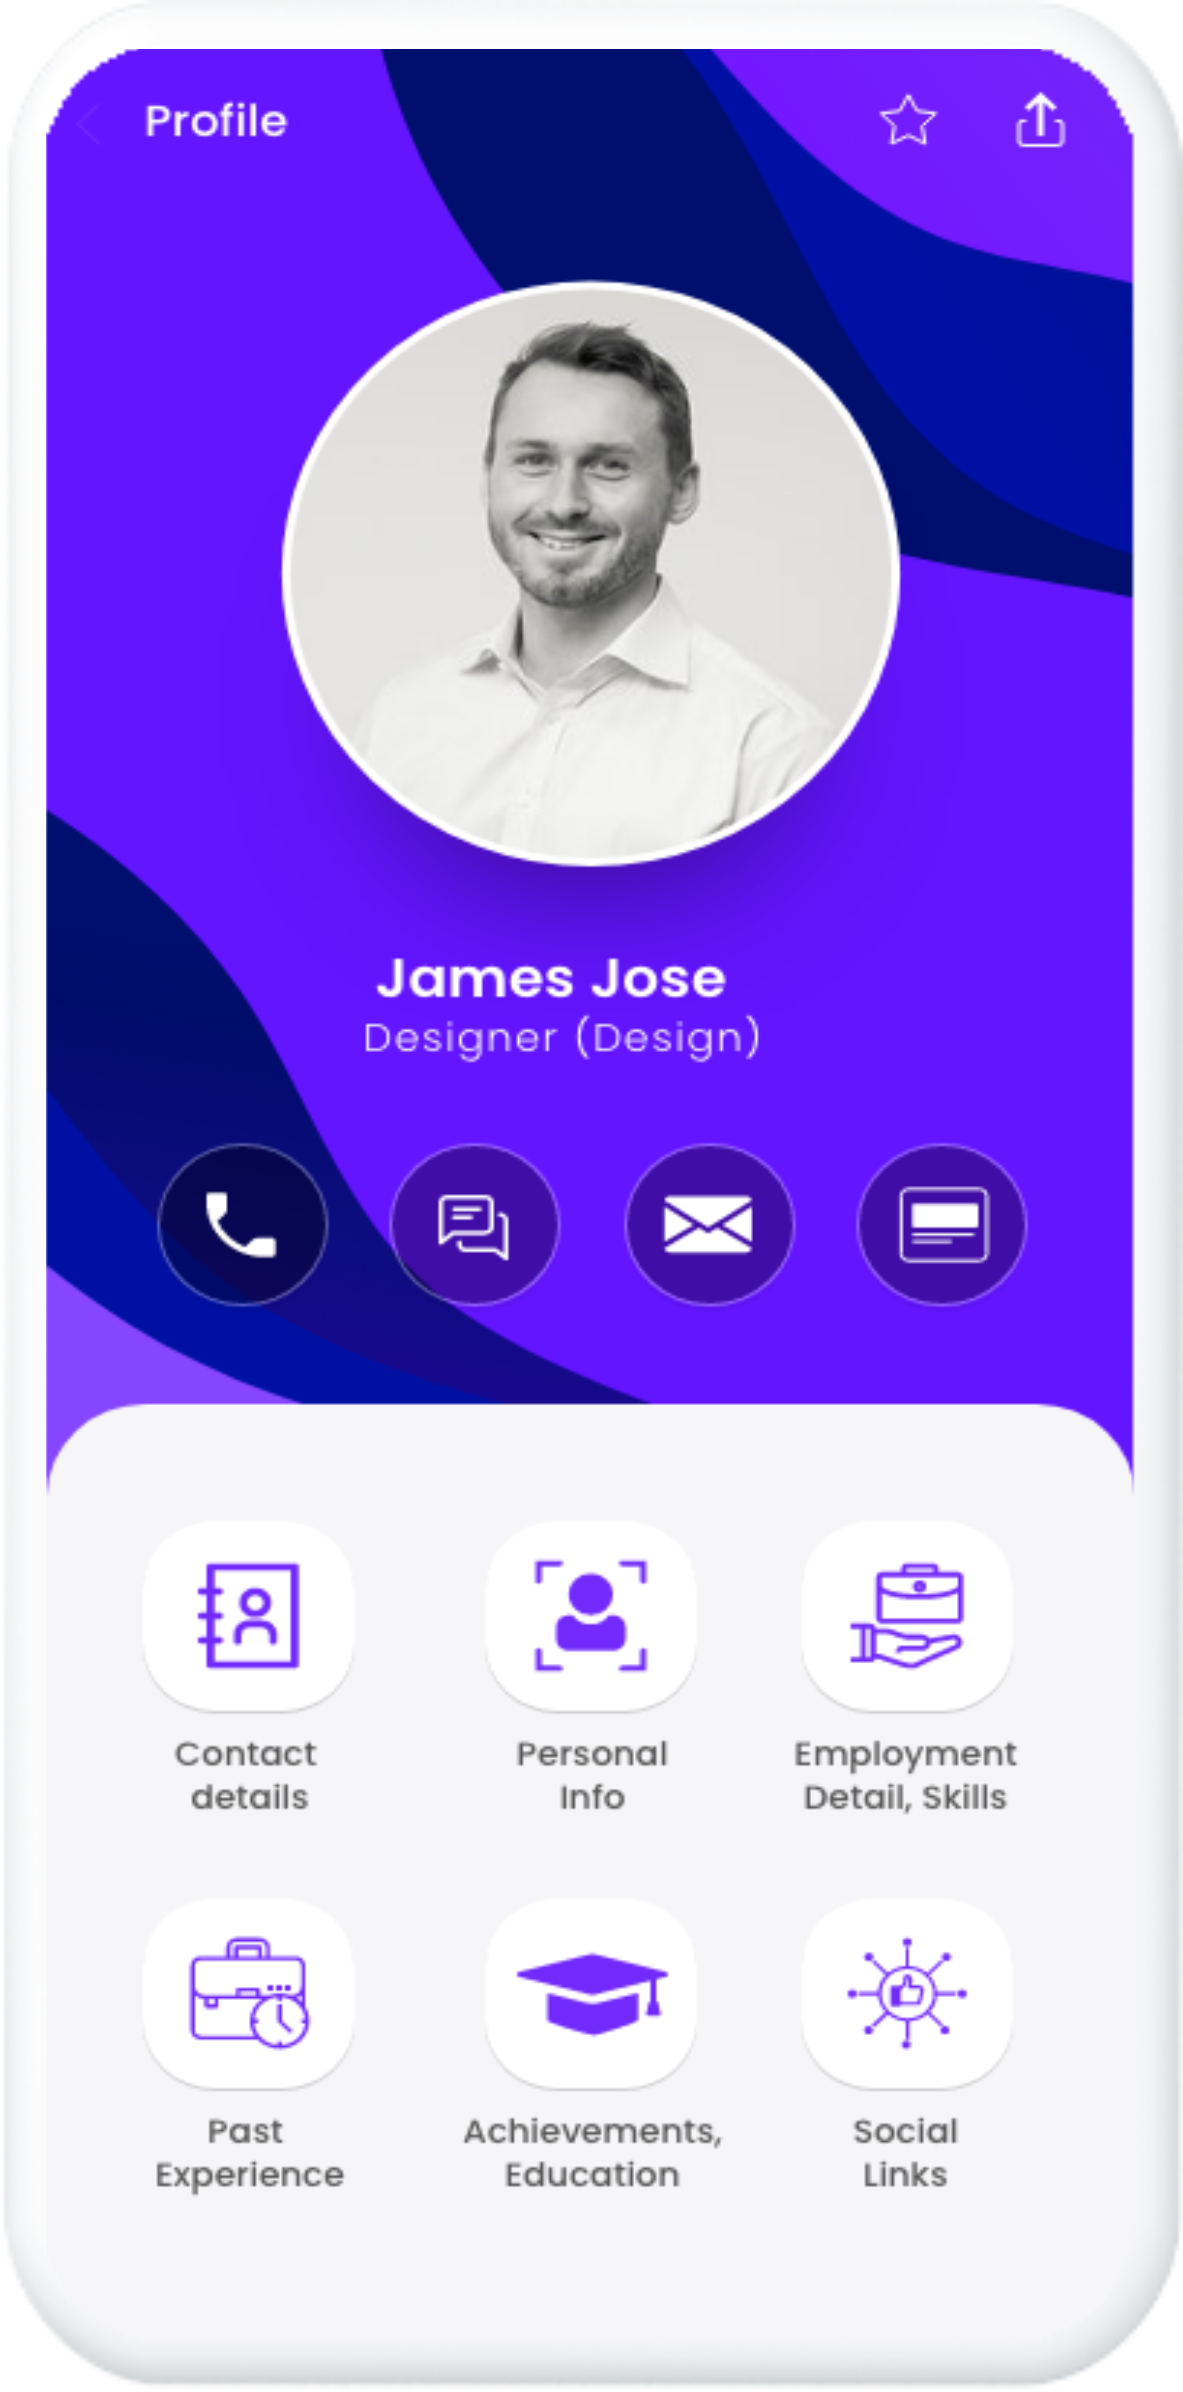 Profile
James Jose
Designer (Design)
Contact
details
Personal
Info
Employment
Detail, Skills
Past
Experience
Achievements,
Education
Social
Links